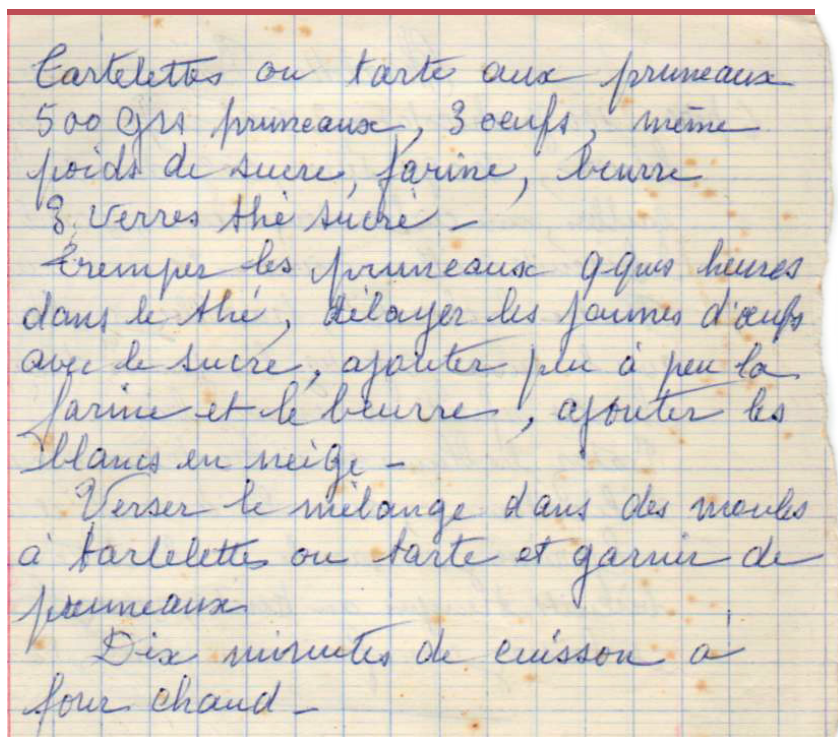 Tartelettes ou tarte aux pruneaux
500 grs pruneaux, 3 oeufs, même
poids de sucre, farine, beurre
3 verres thé sucré -
tremper les pruneaux qques heures
dans le thé, délayer les jaunes d'œufs
avec le sucre, ajouter peu à peu la
farine et le beurre, ajouter les
blancs en neige -
Verser le mélange dans des moules
à tartelettes ou tarte et garnir de
pruneaux
Dix minutes de cuisson à
four chaud -